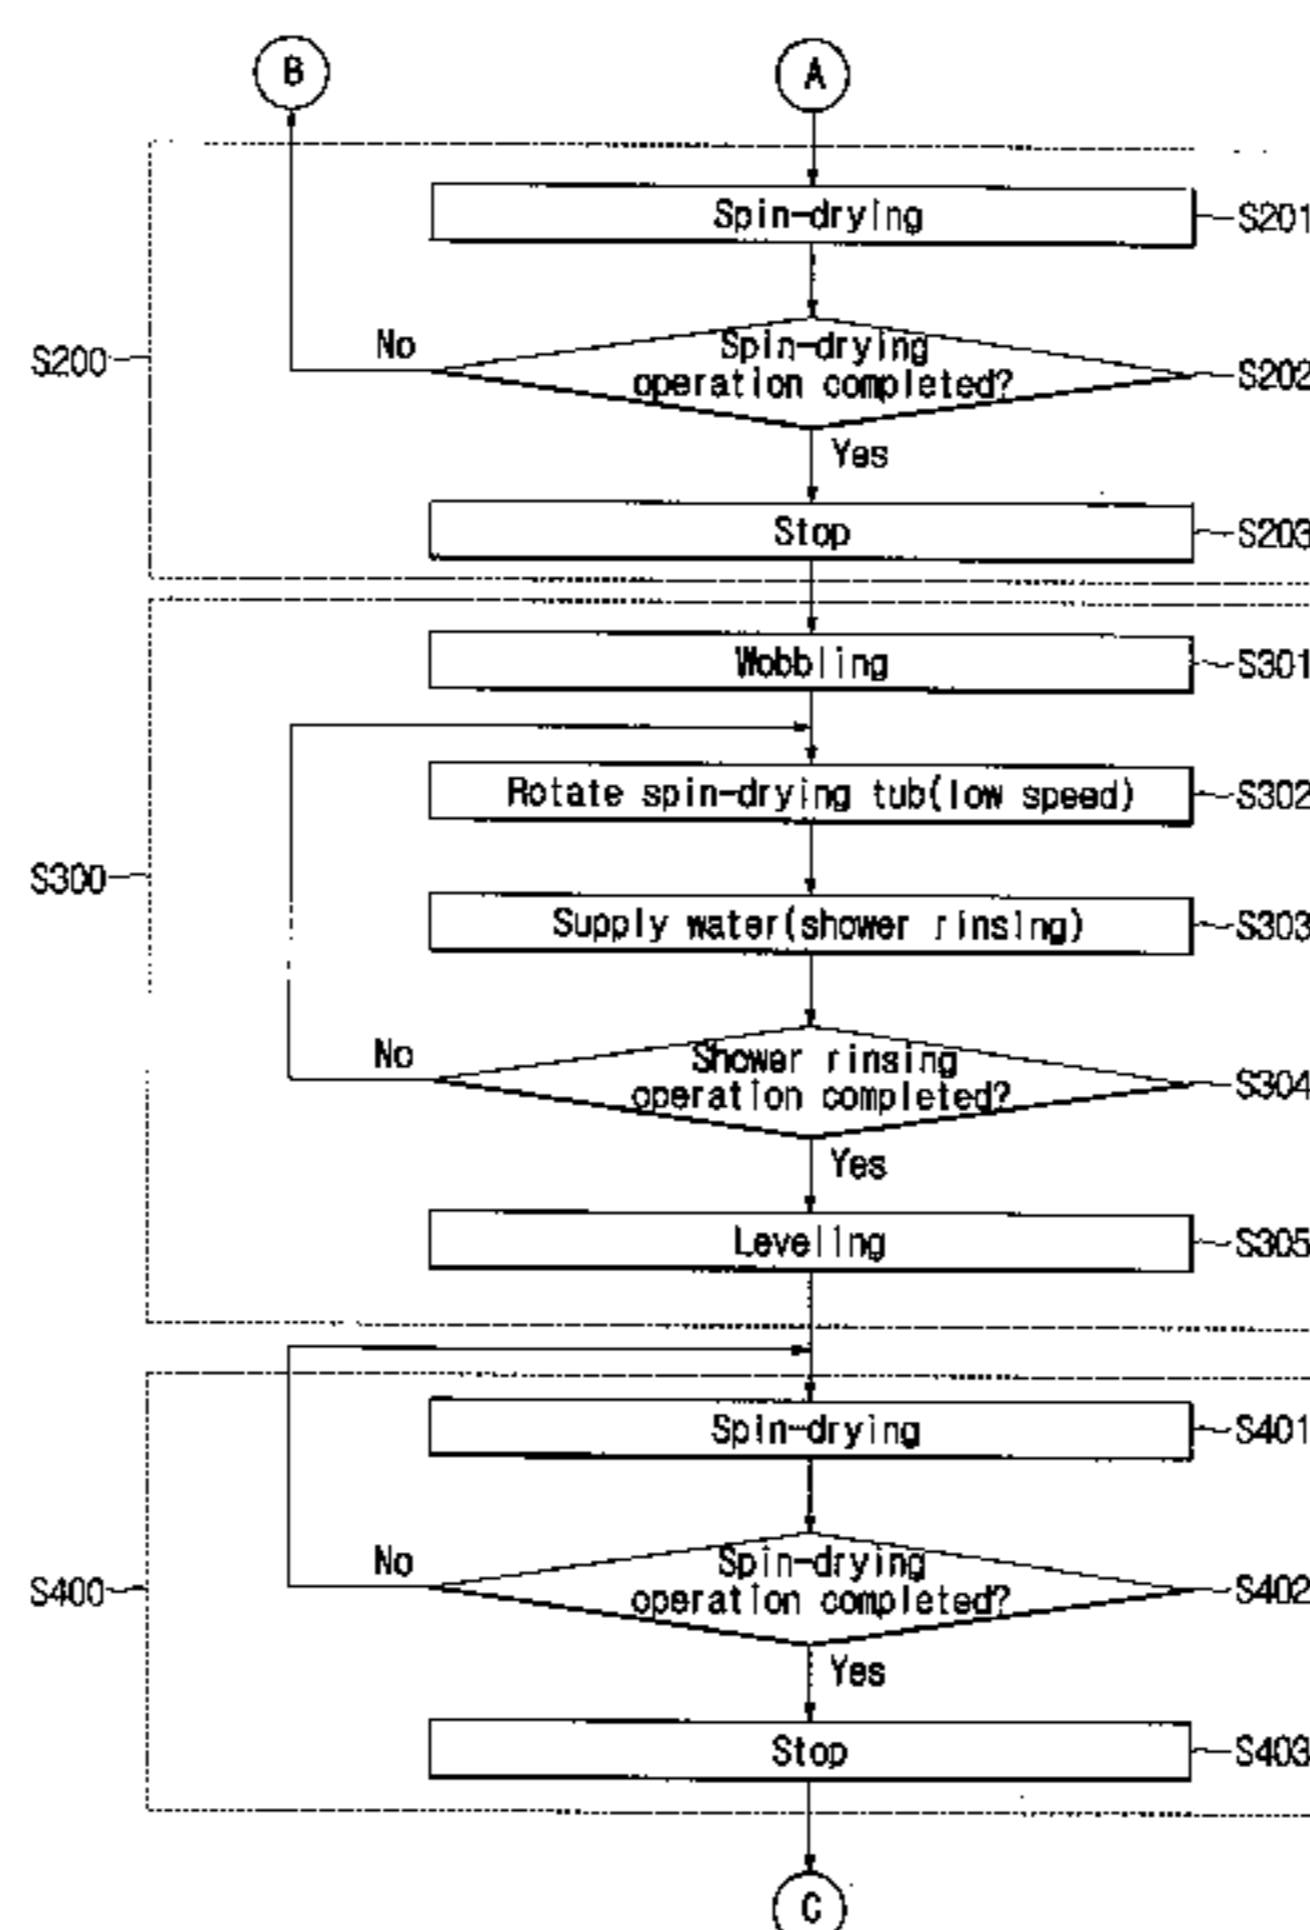 B
A
Spin-drying
S201
S200
No
Spin-drying
operation completed?
S202
Yes
Stop
S203
Wobbling
S301
Rotate spin-drying tub(low speed)
S302
S300
Supply water(shower rinsing)
S303
No
Shower rinsing
operation completed?
S304
Yes
Leveling
S305
Spin-drying
S401
S400
No
Spin-drying
operation completed?
S402
Yes
Stop
S403
C